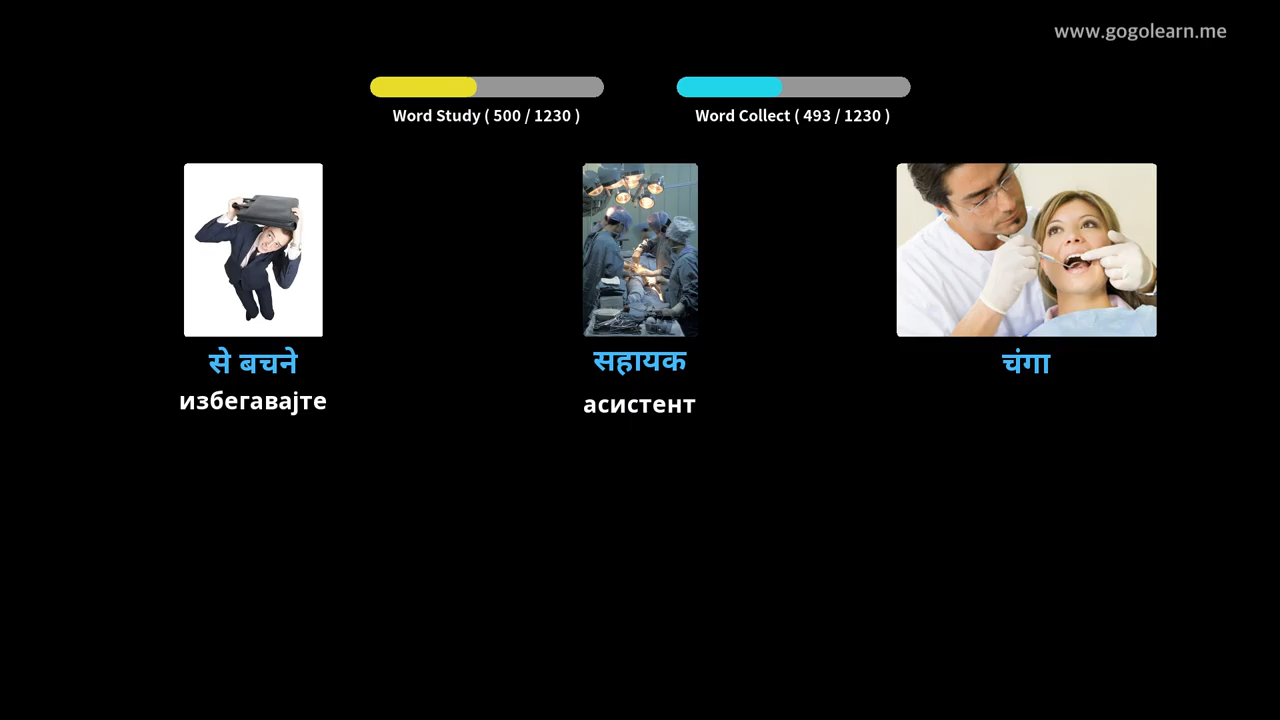 www.gogolearn.me
Word Study ( 500 / 1230 )
Word Collect ( 493 / 1230 )
से बचने
избегавајте
सहायक
асистент
चंगा